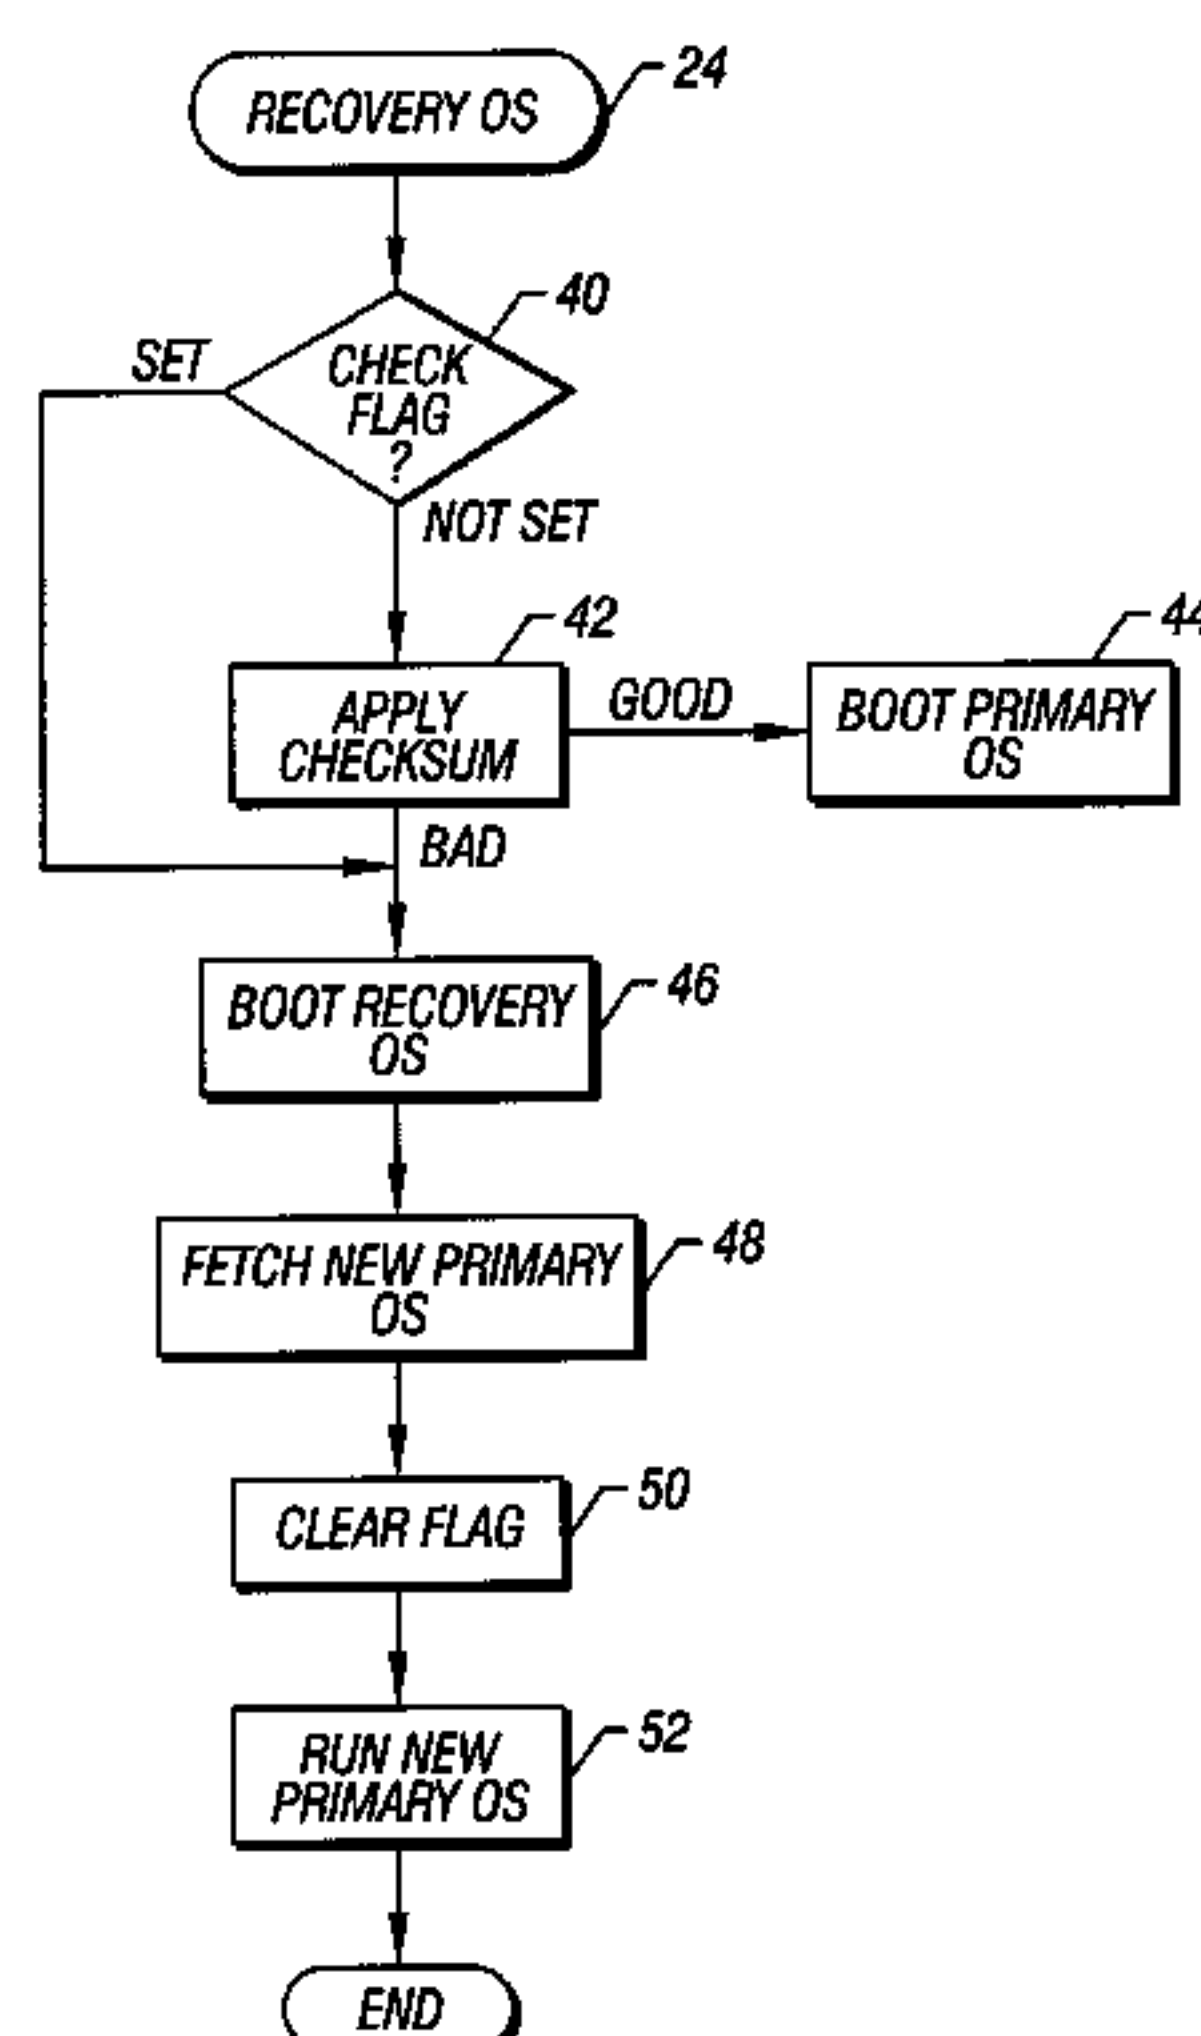 RECOVERY OS
24
CHECK
FLAG
?
40
SET
NOT SET
APPLY
CHECKSUM
42
GOOD
BOOT PRIMARY
OS
44
BAD
BOOT RECOVERY
OS
46
FETCH NEW PRIMARY
OS
48
CLEAR FLAG
50
RUN NEW
PRIMARY OS
52
END